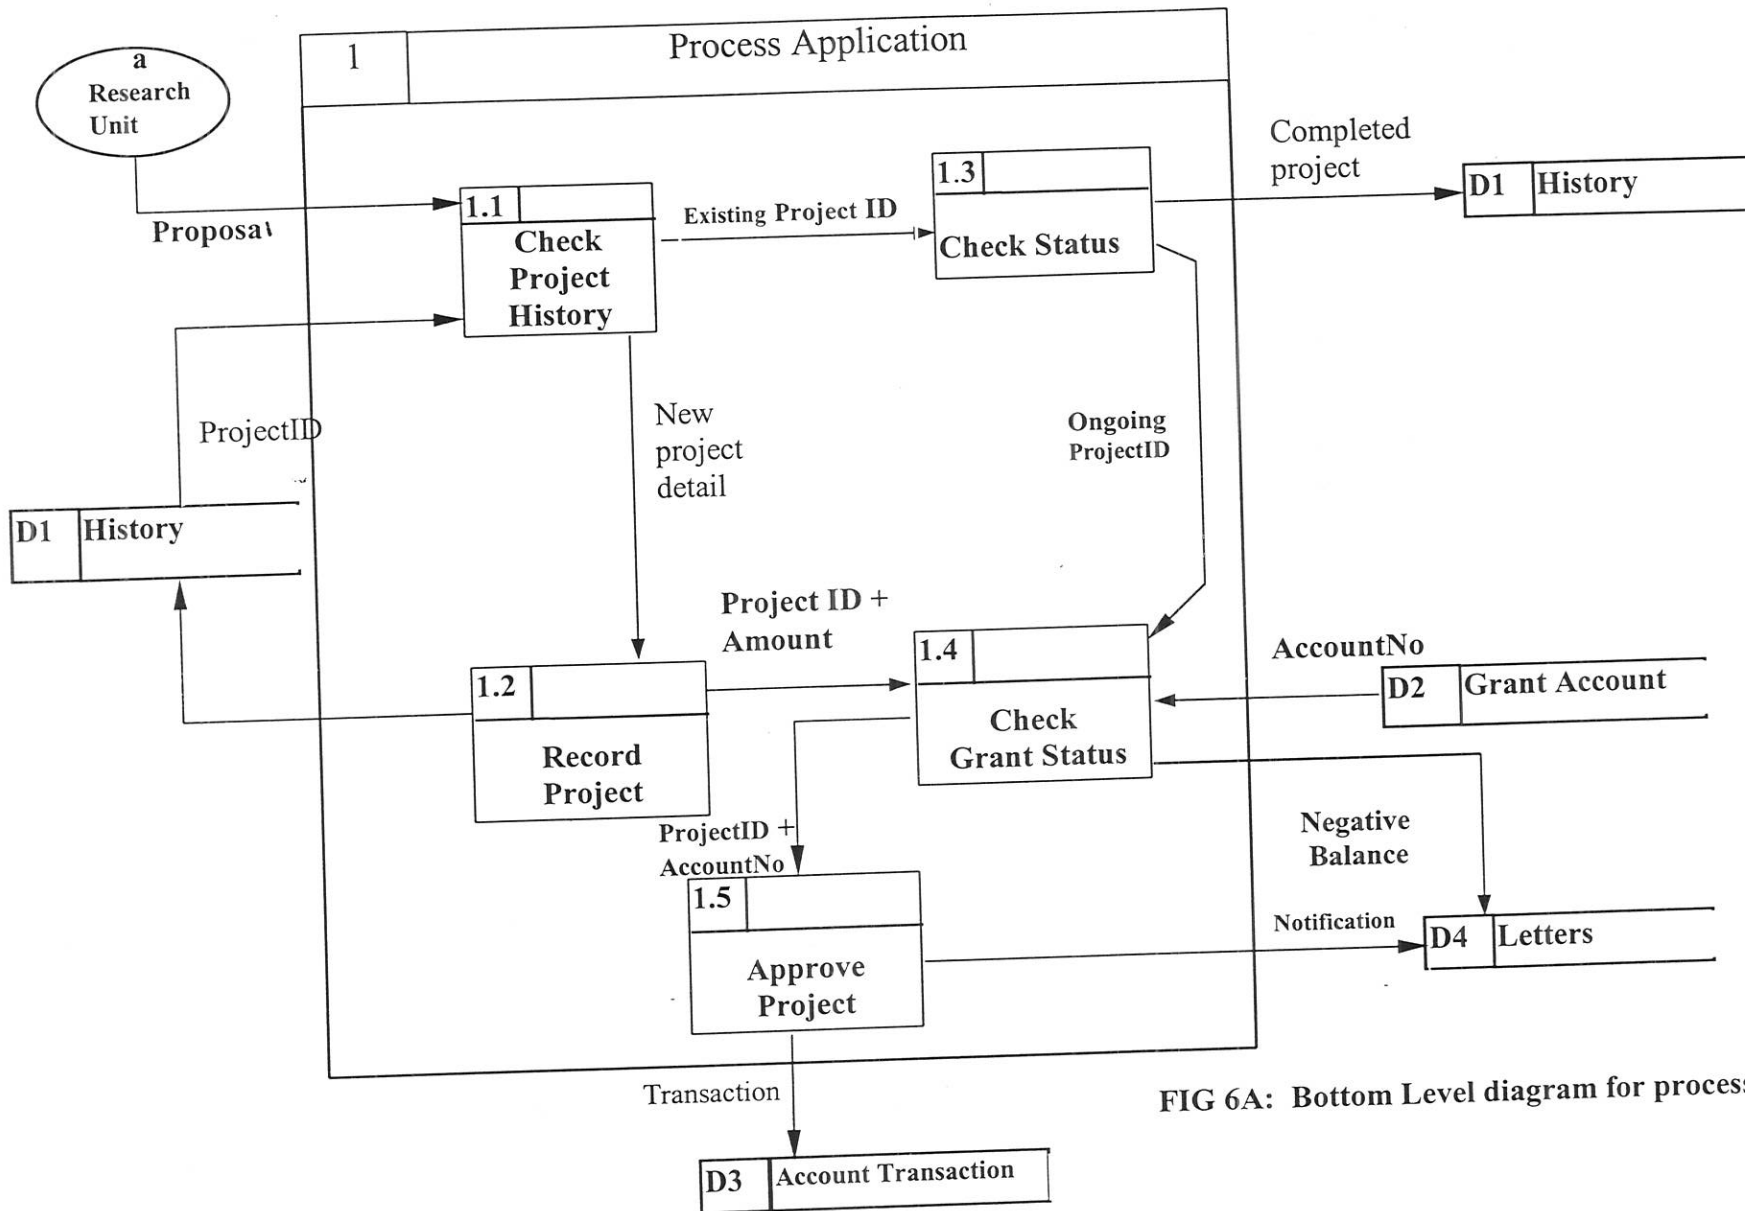 1
Process Application
a
Research
Unit
Proposal
1.1
Check
Project
History
Existing Project ID
1.3
Check Status
Completed
project
D1
History
ProjectID
New
project
detail
Ongoing
ProjectID
D1
History
Project ID +
Amount
1.2
Record
Project
1.4
Check
Grant Status
AccountNo
D2
Grant Account
ProjectID +
AccountNo
Negative
Balance
1.5
Approve
Project
Notification
D4
Letters
Transaction
FIG 6A: Bottom Level diagram for process
D3
Account Transaction